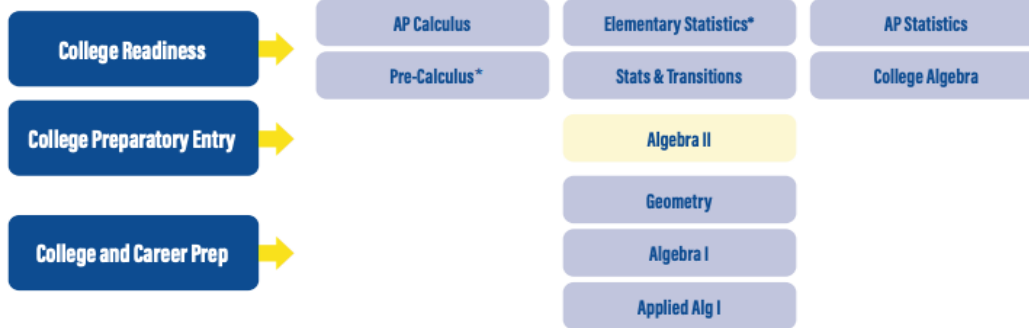 College Readiness
AP Calculus
Elementary Statistics*
AP Statistics
Pre-Calculus*
Stats & Transitions
College Algebra
College Preparatory Entry
Algebra II
College and Career Prep
Geometry
Algebra I
Applied Alg I